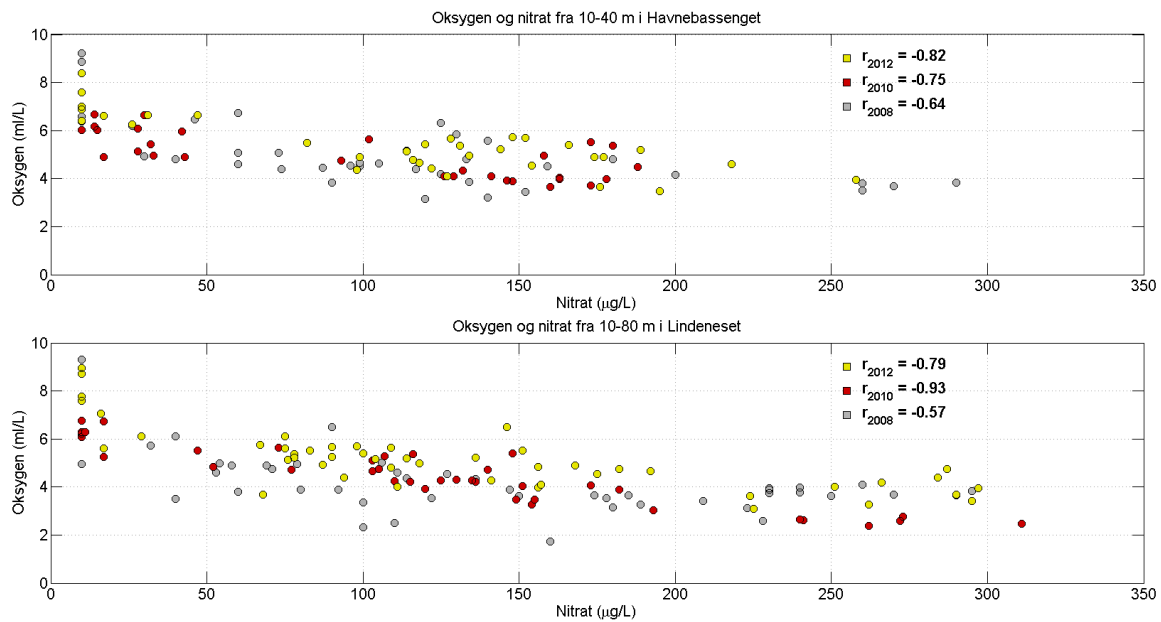 Oksygen og nitrat fra 10-40 m i Havnebassenget
10
8
6
4
2
0
Oksygen (ml/L)
r2012 = -0.82
r2010 = -0.75
r2008 = -0.64
0 50 100 150 200 250 300 350
Nitrat (μg/L)
Oksygen og nitrat fra 10-80 m i Lindeneset
10
8
6
4
2
0
Oksygen (ml/L)
r2012 = -0.79
r2010 = -0.93
r2008 = -0.57
0 50 100 150 200 250 300 350
Nitrat (μg/L)